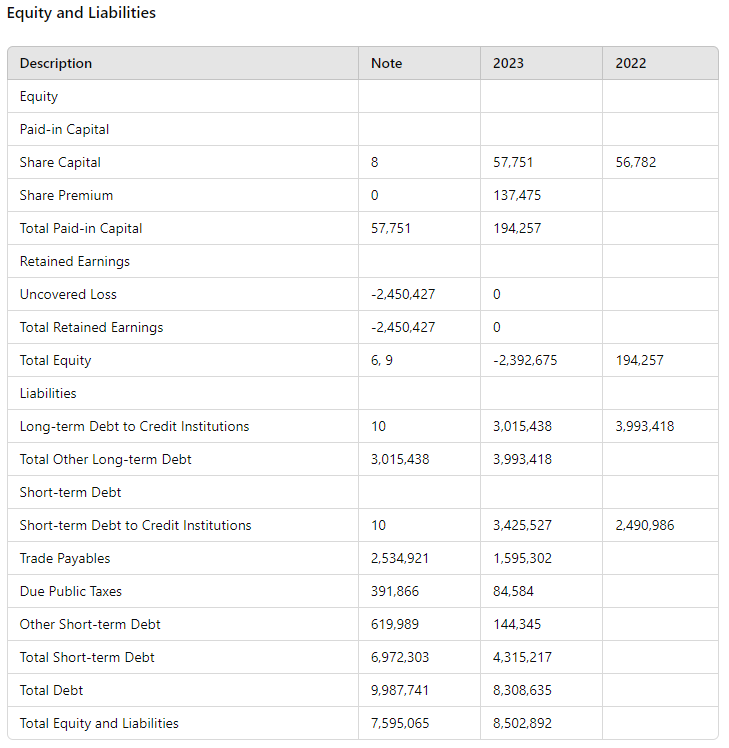 Equity and Liabilities
Description Note 2023 2022
Equity
Paid-in Capital
Share Capital 8 57,751 56,782
Share Premium 0 137,475
Total Paid-in Capital 57,751 194,257
Retained Earnings
Uncovered Loss -2,450,427 0
Total Retained Earnings -2,450,427 0
Total Equity 6, 9 -2,392,675 194,257
Liabilities
Long-term Debt to Credit Institutions 10 3,015,438 3,993,418
Total Other Long-term Debt 3,015,438 3,993,418
Short-term Debt
Short-term Debt to Credit Institutions 10 3,425,527 2,490,986
Trade Payables 2,534,921 1,595,302
Due Public Taxes 391,866 84,584
Other Short-term Debt 619,989 144,345
Total Short-term Debt 6,972,303 4,315,217
Total Debt 9,987,741 8,308,635
Total Equity and Liabilities 7,595,065 8,502,892